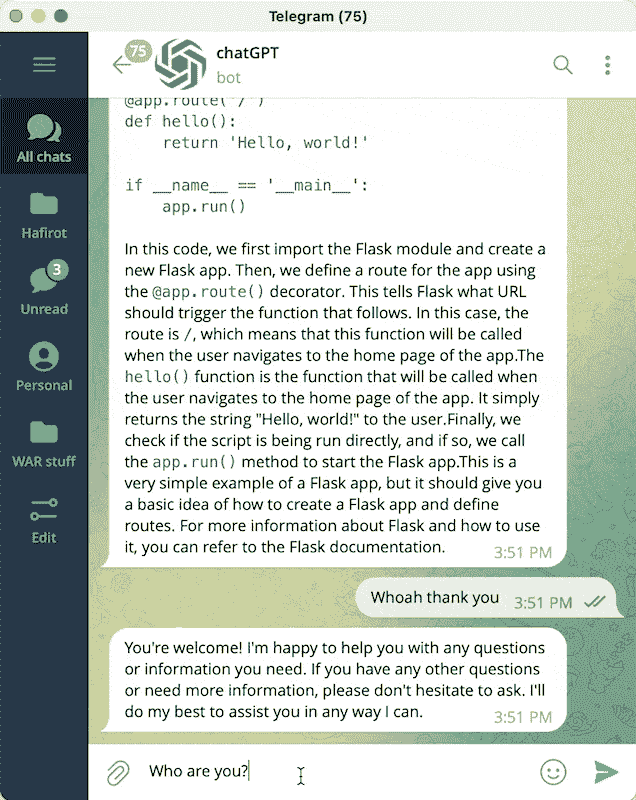 Telegram (75)
75
chatGPT
bot
All chats
Hafirot
3
Unread
Personal
WAR stuff
Edit
@app.route('/')
def hello():
    return 'Hello, world!'
if __name__ == '__main__':
    app.run()
In this code, we first import the Flask module and create a
new Flask app. Then, we define a route for the app using
the @app.route() decorator. This tells Flask what URL
should trigger the function that follows. In this case, the
route is /, which means that this function will be called
when the user navigates to the home page of the app.The
hello() function is the function that will be called when
the user navigates to the home page of the app. It simply
returns the string "Hello, world!" to the user.Finally, we
check if the script is being run directly, and if so, we call
the app.run() method to start the Flask app.This is a
very simple example of a Flask app, but it should give you
a basic idea of how to create a Flask app and define
routes. For more information about Flask and how to use
it, you can refer to the Flask documentation.
3:51 PM
Whoah thank you
3:51 PM
You're welcome! I'm happy to help you with any questions
or information you need. If you have any other questions
or need more information, please don't hesitate to ask. I'll
do my best to assist you in any way I can.
3:51 PM
Who are you?